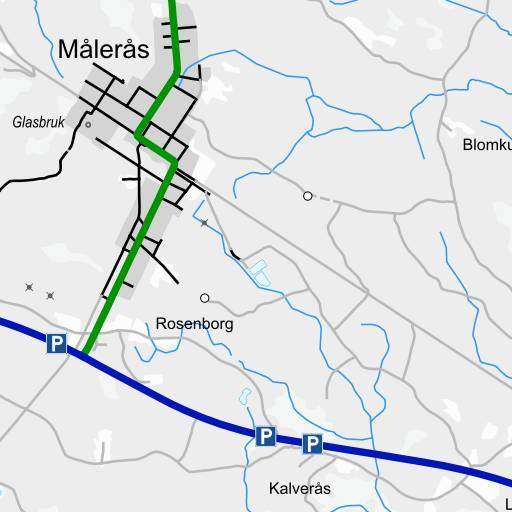 Målerås
Glasbruk
Blomku
Rosenborg
P
P
P
Kalverås
L